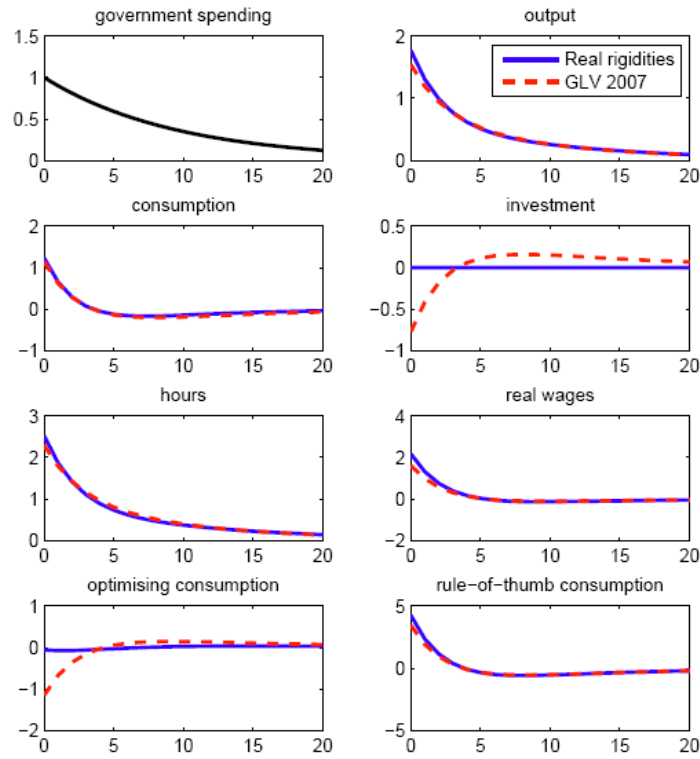 government spending
1.5
1
0.5
0
0 5 10 15 20
output
2
1
0
0 5 10 15 20
Real rigidities
GLV 2007
consumption
2
1
0
−1
0 5 10 15 20
investment
0.5
0
−0.5
−1
0 5 10 15 20
hours
3
2
1
0
0 5 10 15 20
real wages
4
2
0
−2
0 5 10 15 20
optimising consumption
1
0
−1
−2
0 5 10 15 20
rule−of−thumb consumption
5
0
−5
0 5 10 15 20